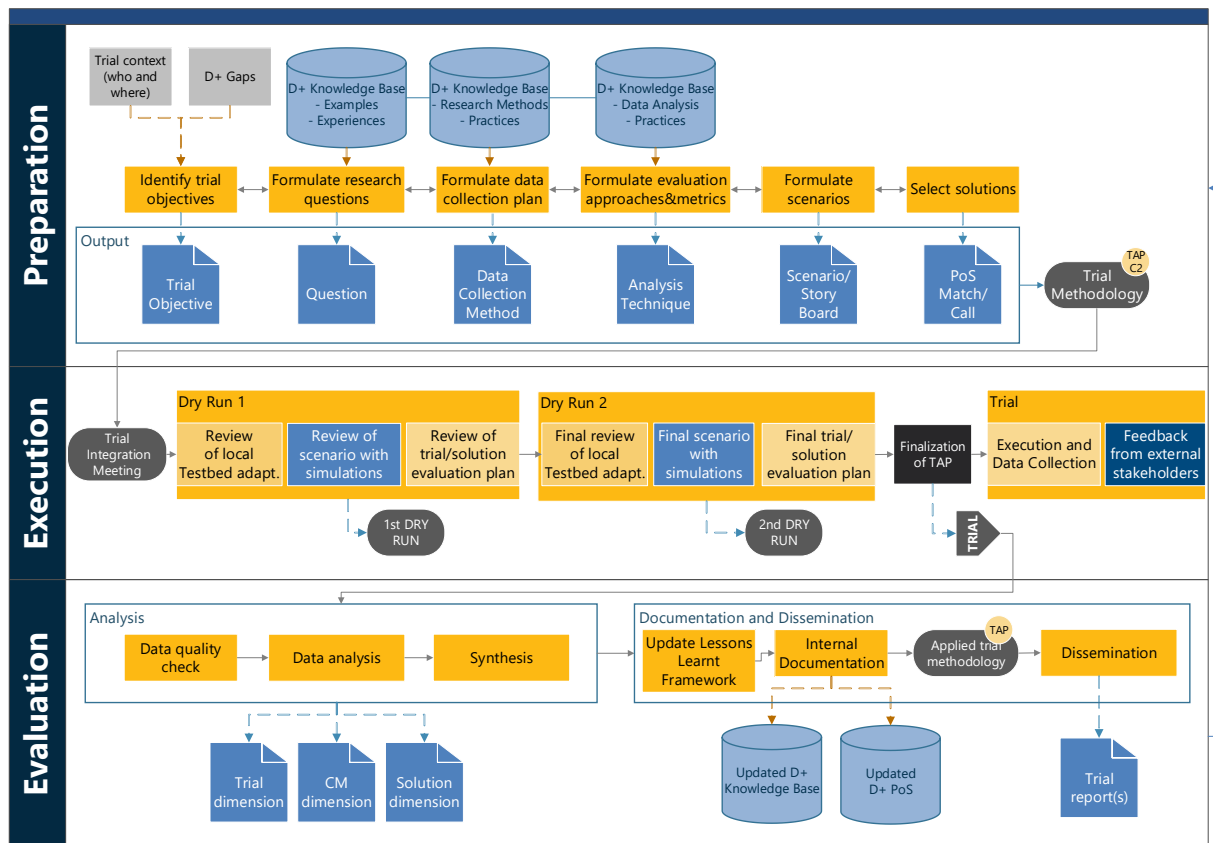 Preparation
Trial context
(who and
where)
D+ Gaps
D+ Knowledge Base
- Examples
- Experiences
D+ Knowledge Base
- Research Methods
- Practices
D+ Knowledge Base
- Data Analysis
- Practices
Identify trial
objectives
Formulate research
questions
Formulate data
collection plan
Formulate evaluation
approaches&metrics
Formulate
scenarios
Select solutions
Output
Trial
Objective
Question
Data
Collection
Method
Analysis
Technique
Scenario/
Story
Board
PoS
Match/
Call
TAP
C2
Trial
Methodology
Execution
Trial
Integration
Meeting
Dry Run 1
Review
of local
Testbed adapt.
Review of
scenario with
simulations
Review of
trial/solution
evaluation plan
1st DRY
RUN
Dry Run 2
Final review
of local
Testbed adapt.
Final scenario
with
simulations
Final trial/
solution
evaluation plan
2nd DRY
RUN
Finalization
of TAP
TRIAL
Trial
Execution and
Data Collection
Feedback
from external
stakeholders
Evaluation
Analysis
Data quality
check
Data analysis
Synthesis
Trial
dimension
CM
dimension
Solution
dimension
Documentation and Dissemination
Update Lessons
Learnt
Framework
Internal
Documentation
TAP
Applied trial
methodology
Dissemination
Updated D+
Knowledge Base
Updated
D+ PoS
Trial
report(s)